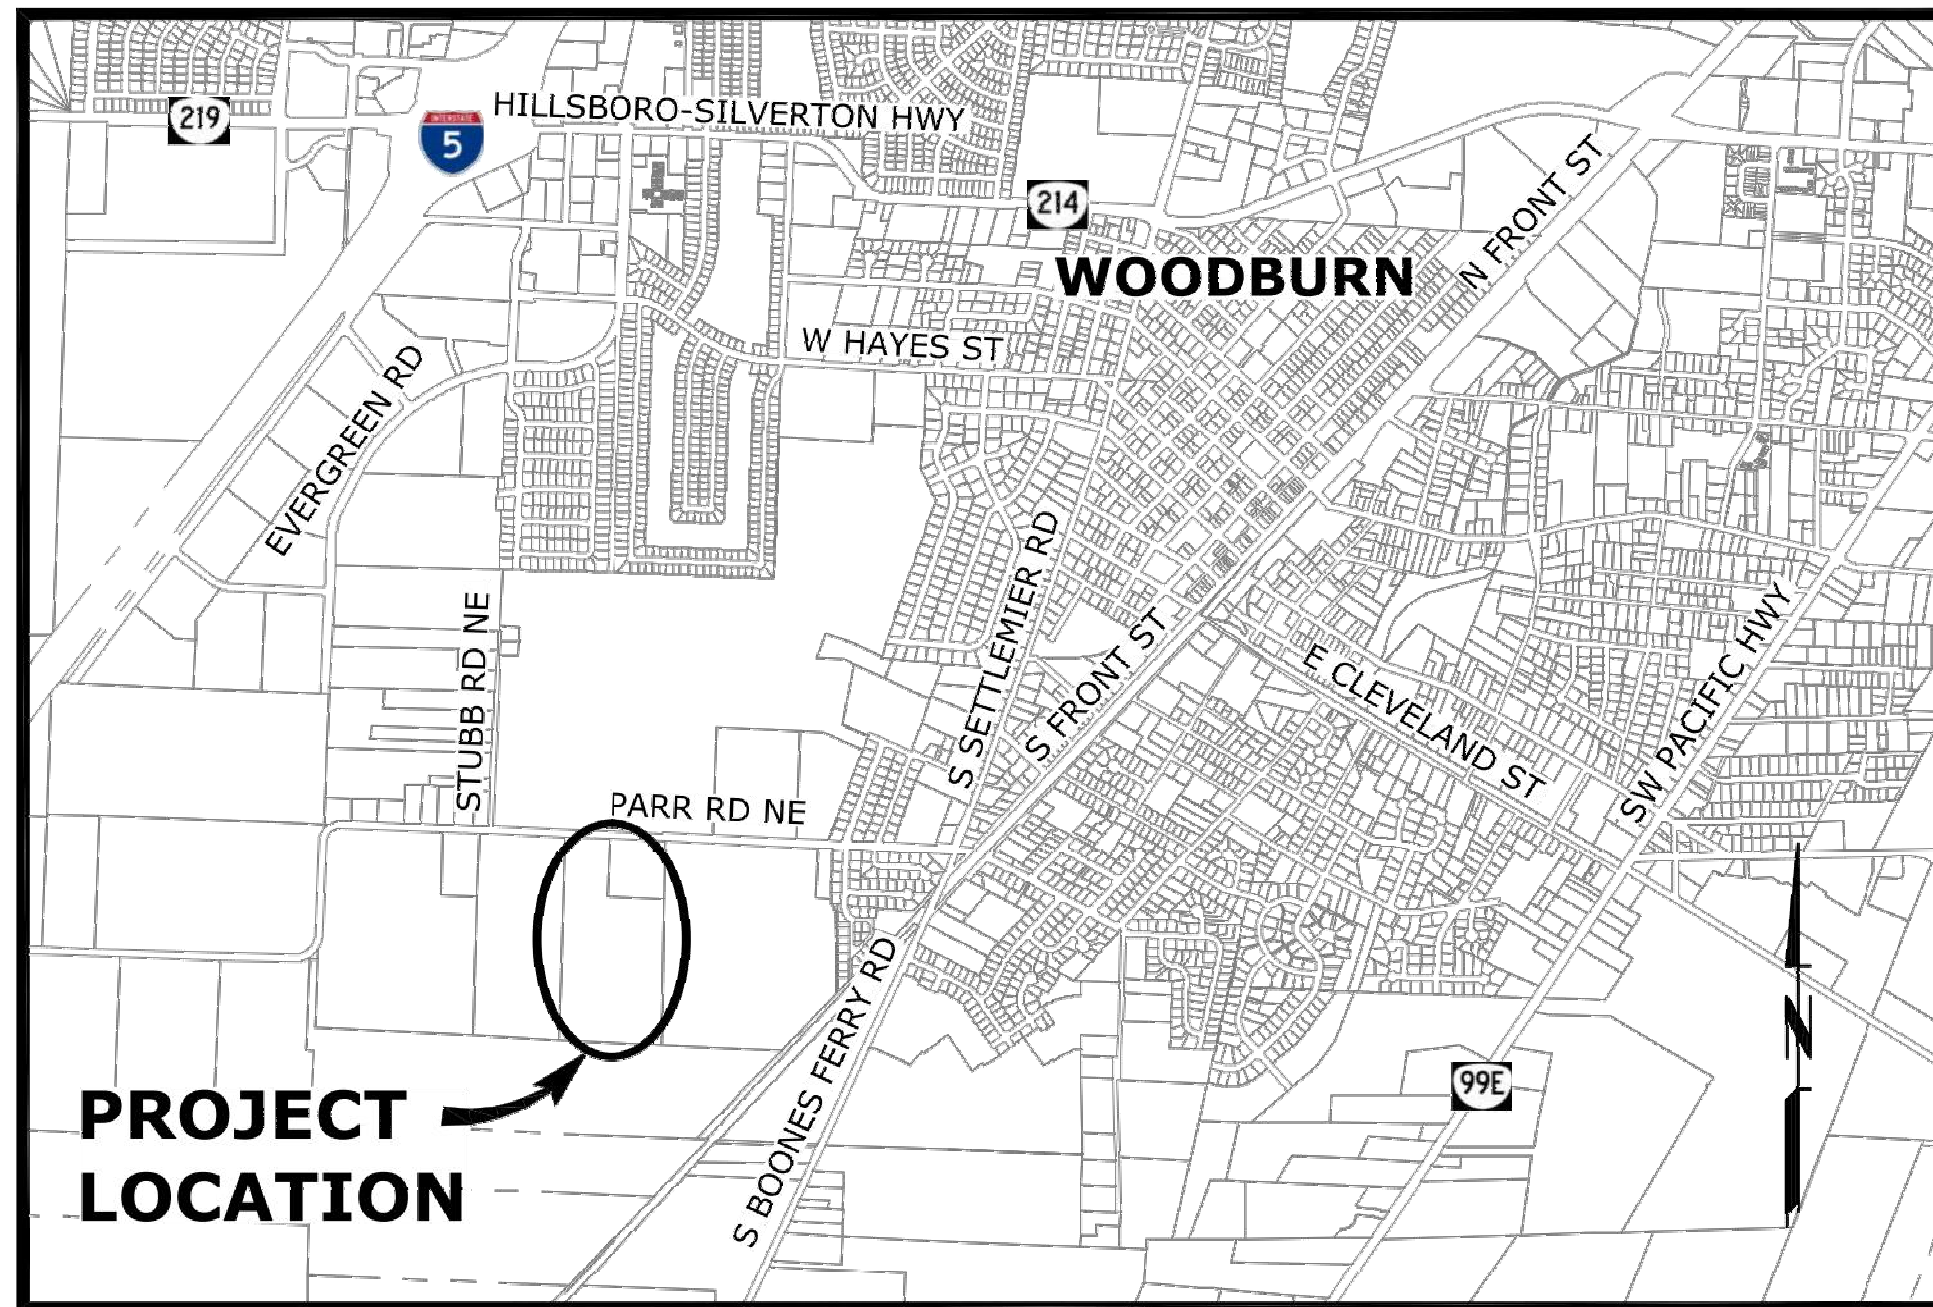 HILLSBORO-SILVERTON HWY
219
INTERSTATE
5
214
N FRONT ST
WOODBURN
W HAYES ST
EVERGREEN RD
S SETTLEMIER RD
STUBB RD NE
S FRONT ST
E CLEVELAND ST
SW PACIFIC HWY
PARR RD NE
S BOONES FERRY RD
N
99E
PROJECT
LOCATION